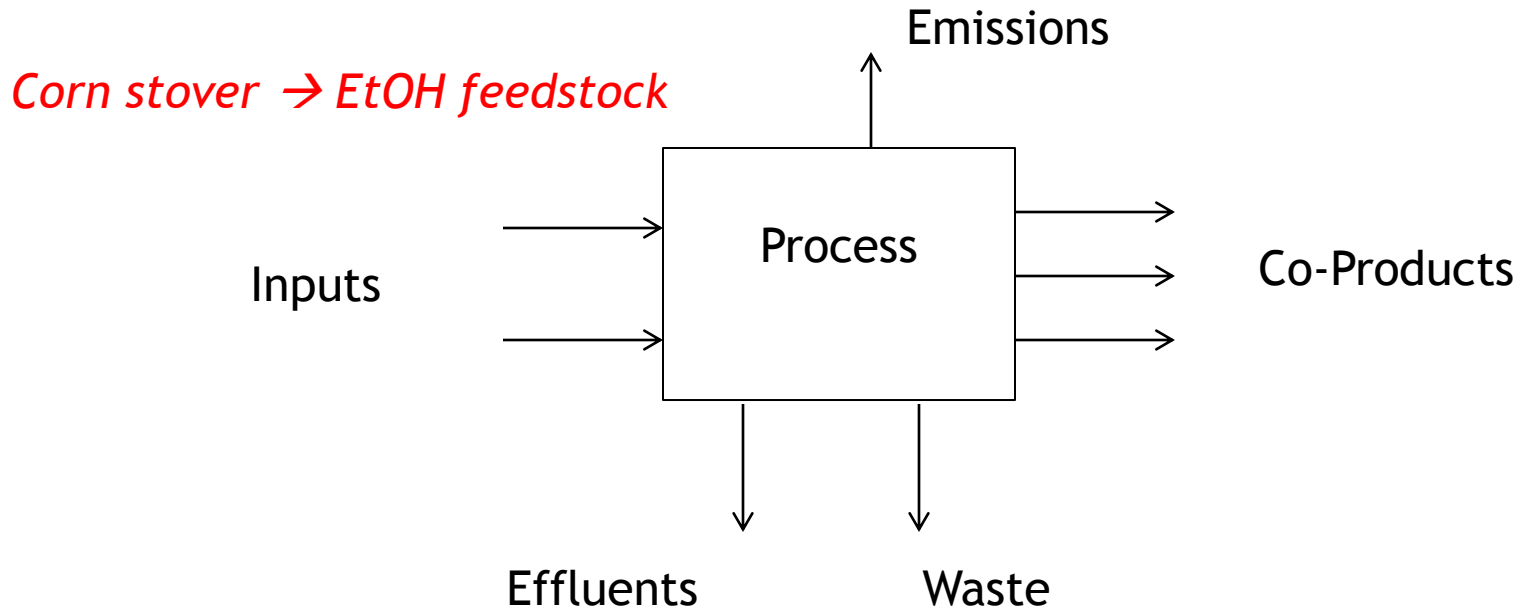 Emissions
Corn stover → EtOH feedstock
Process
Inputs
Co-Products
Effluents
Waste